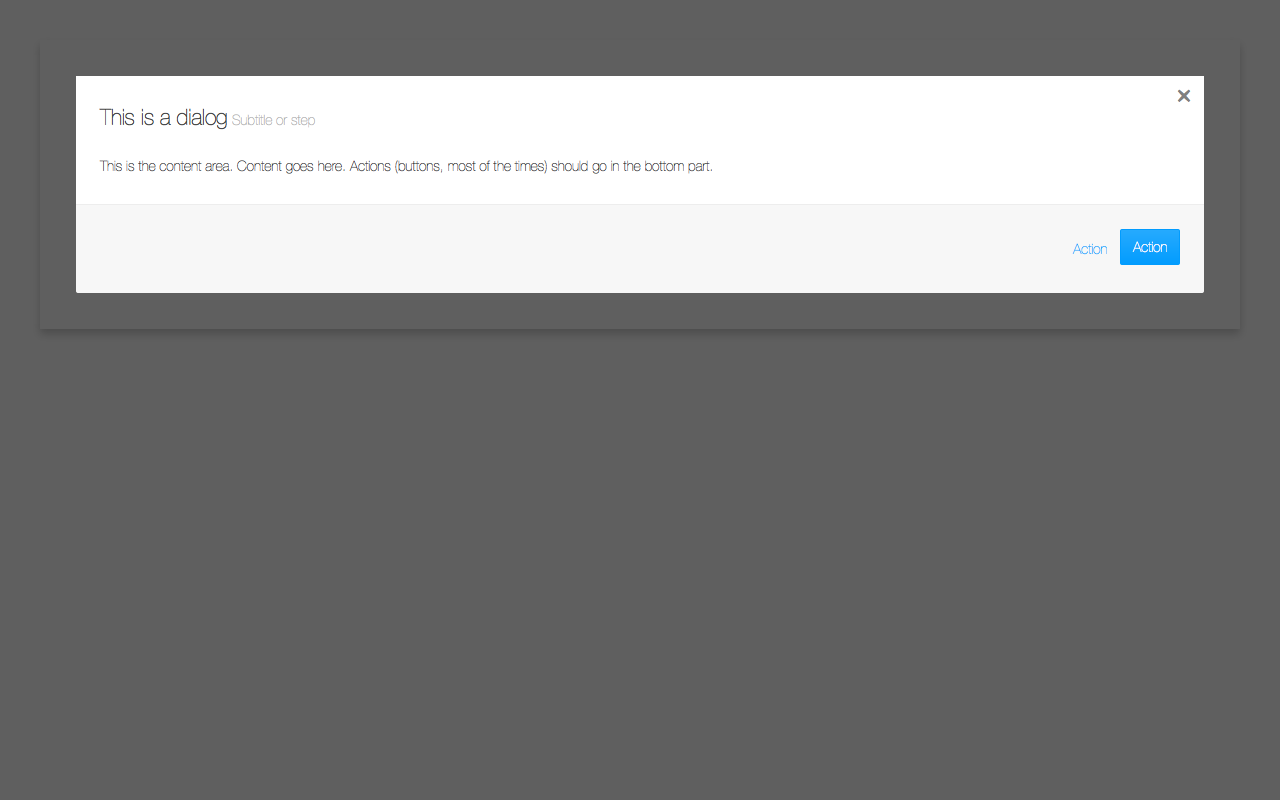 This is a dialog Subtitle or step
This is the content area. Content goes here. Actions (buttons, most of the times) should go in the bottom part.
Action Action